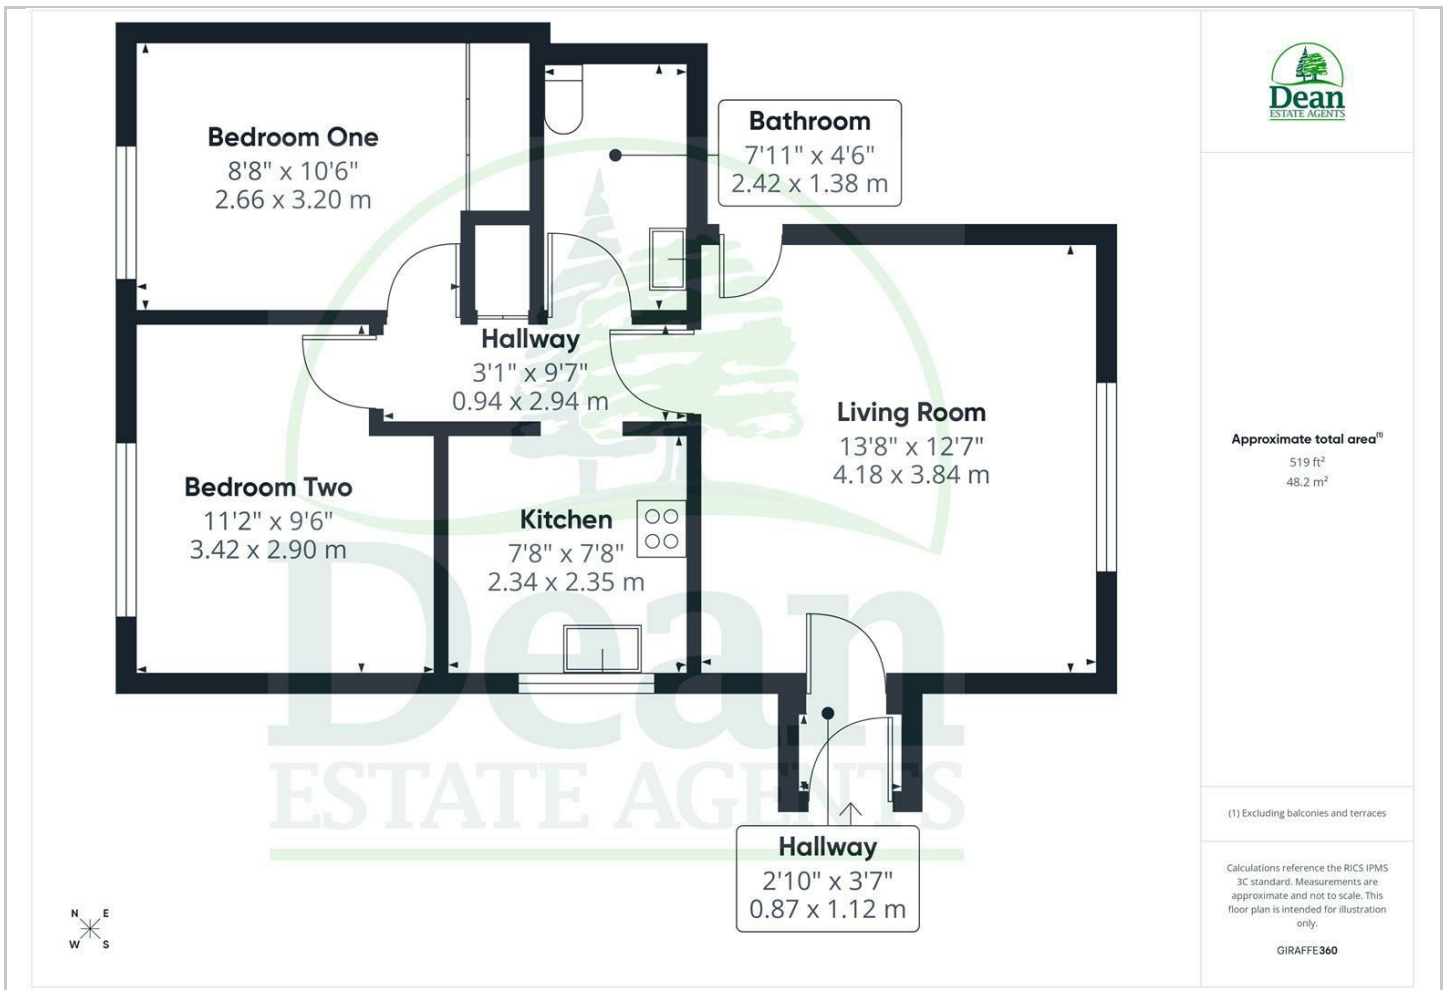 Bedroom One
8'8" x 10'6"
2.66 x 3.20 m
Bathroom
7'11" x 4'6"
2.42 x 1.38 m
Hallway
3'1" x 9'7"
0.94 x 2.94 m
Living Room
13'8" x 12'7"
4.18 x 3.84 m
Bedroom Two
11'2" x 9'6"
3.42 x 2.90 m
Kitchen
7'8" x 7'8"
2.34 x 2.35 m
Hallway
2'10" x 3'7"
0.87 x 1.12 m
Dean
ESTATE AGENTS
N E
W S
Dean
ESTATE AGENTS
Approximate total area(1)
519 ft²
48.2 m²
(1) Excluding balconies and terraces
Calculations reference the RICS IPMS
3C standard. Measurements are
approximate and not to scale. This
floor plan is intended for illustration
only.
GIRAFFE360